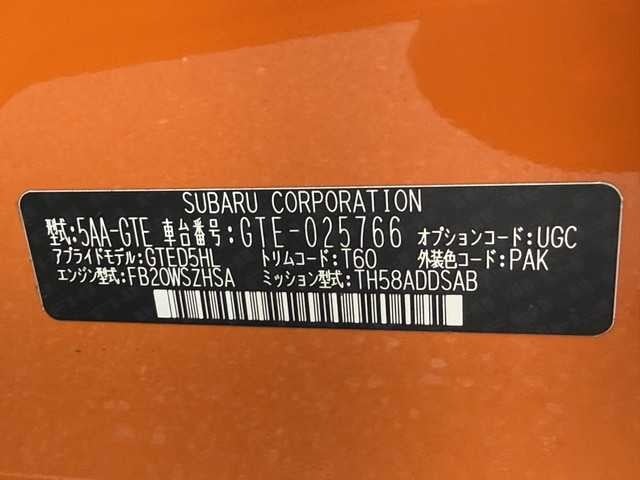 SUBARU CORPORATION
型式:5AA-GTE 車台番号:GTE-025766 オプションコード:UGC
アプライドモデル:GTED5HL トリムコード:T60 外装色コード:PAK
エンジン型式:FB20WSZHSA ミッション型式:TH58ADDSAB